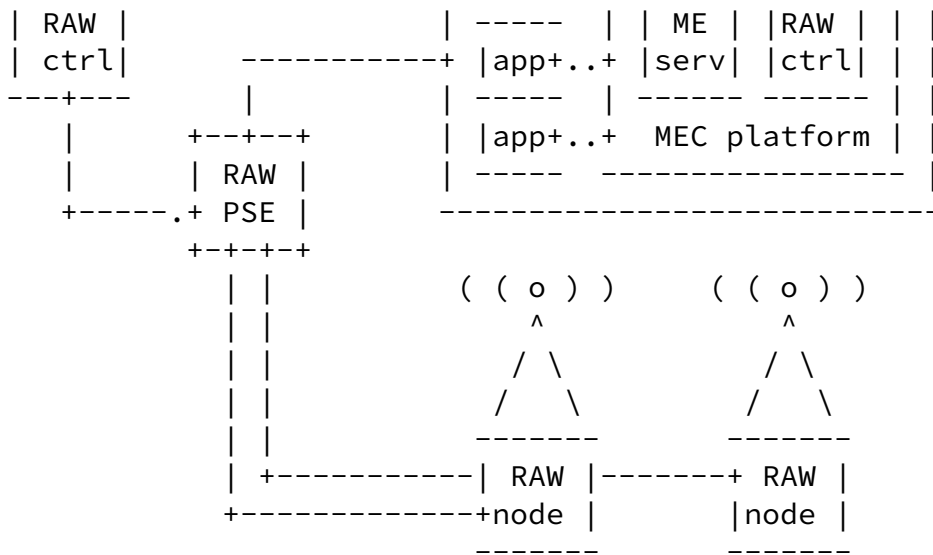 | RAW |                 | -----  | | ME | |RAW | | |
| ctrl|      -----------+ |app+..+ |serv| |ctrl| | |
---+---      |          | -----  | ------ ------ | |
   |      +--+--+       | |app+..+  MEC platform | |
   |      | RAW |       | -----  ----------------- |
   +-----.+ PSE |       ----------------------------
          +-+-+-+
            | |          ( ( o ) )     ( ( o ) )
            | |              ^             ^
            | |             / \           / \
            | |            /   \         /   \
            | |           -------       -------
            | +-----------| RAW |-------+ RAW |
            +-------------+node |       |node |
                          -------       -------